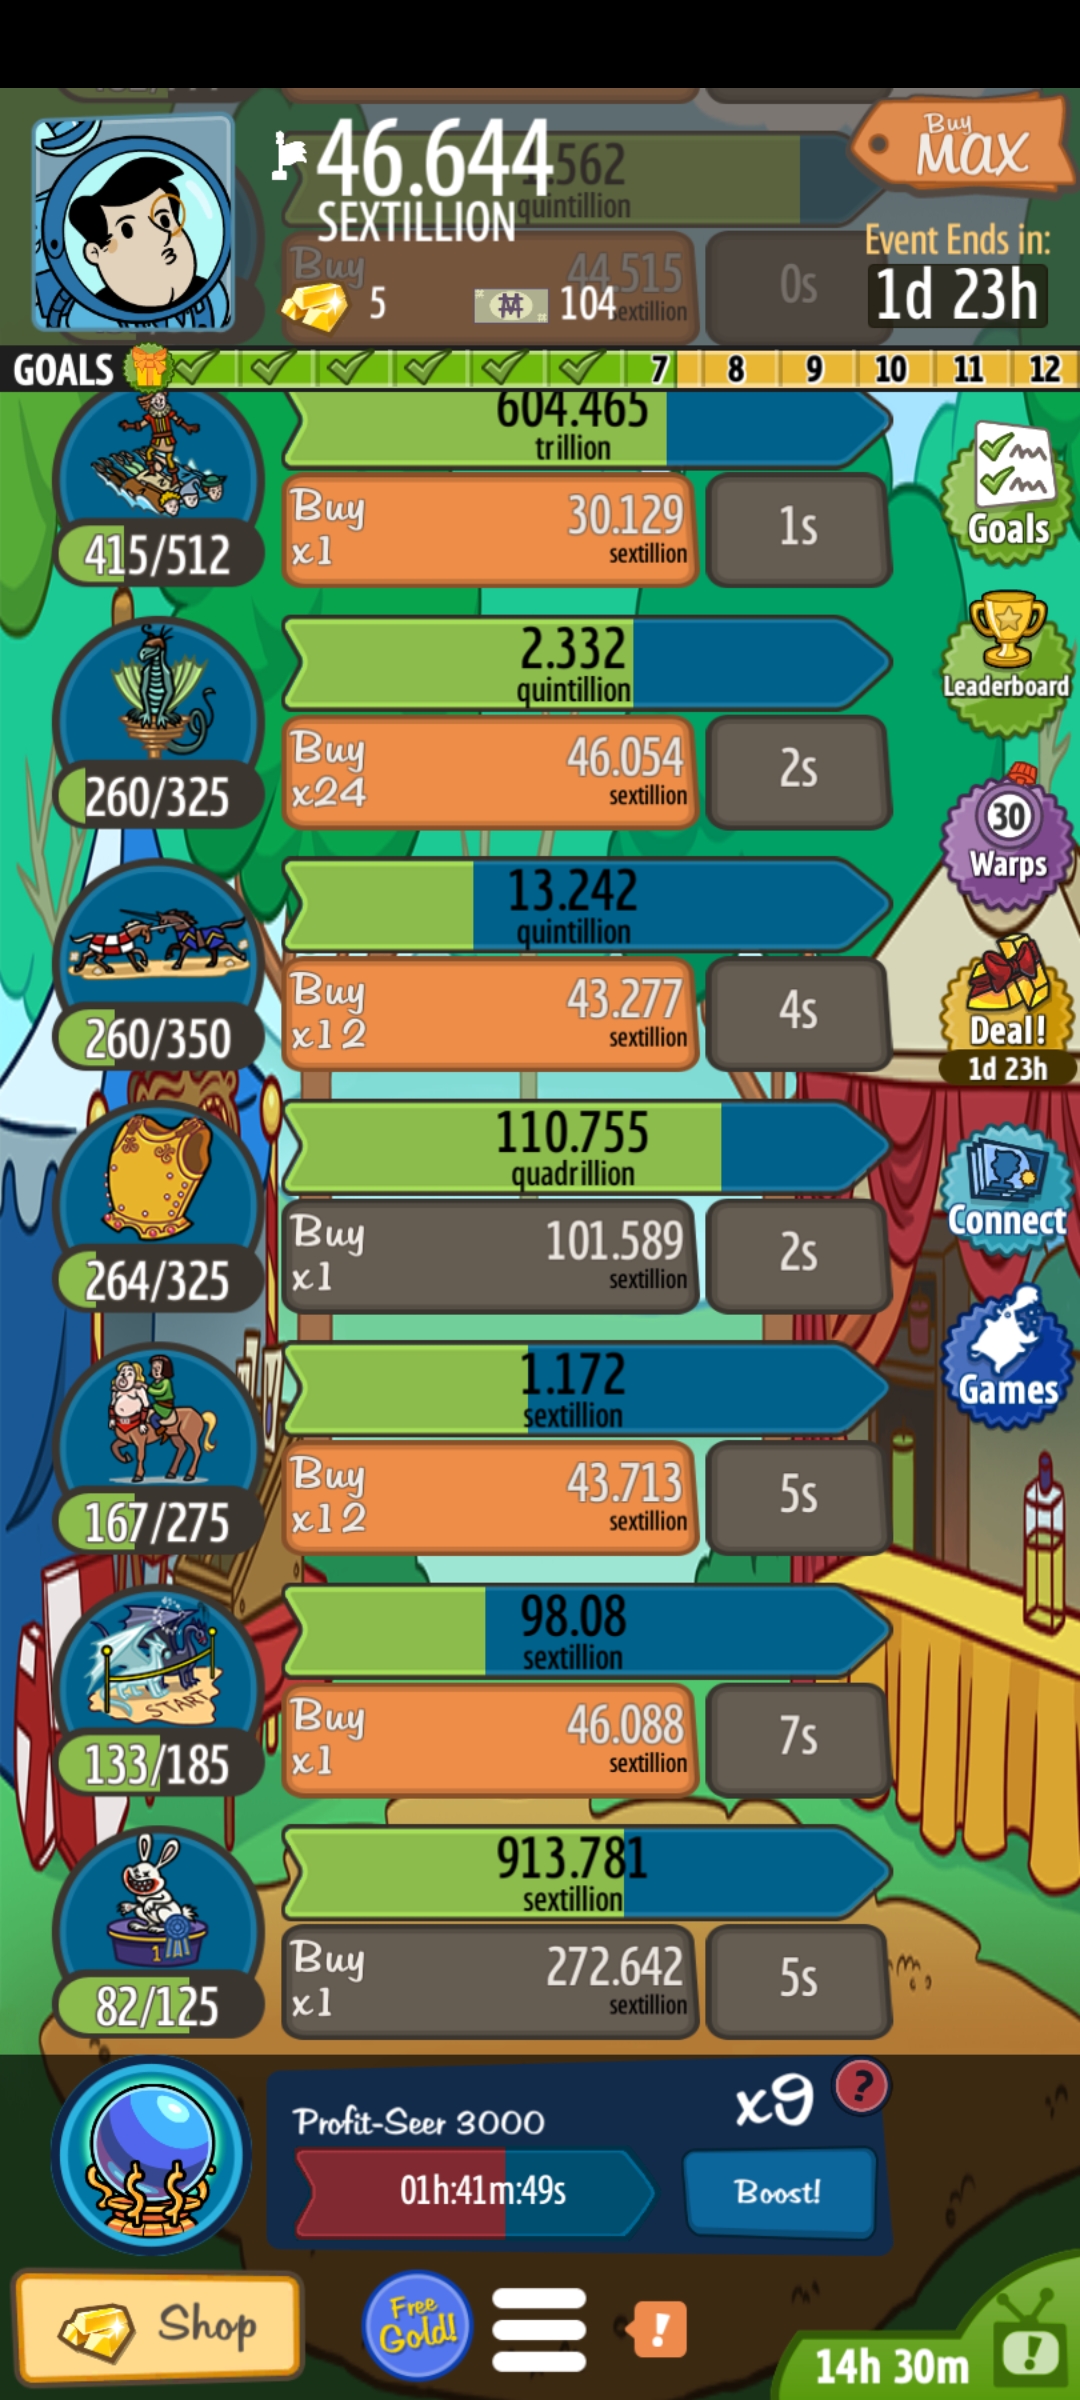 46.644
SEXTILLION
.562
quintillion
Buy
MAX
Buy
44.515
sextillion
0s
5
104
Event Ends in:
1d 23h
GOALS
7
8
9
10
11
12
604.465
trillion
415/512
Buy
x1
30.129
sextillion
1s
Goals
2.332
quintillion
260/325
Buy
x24
46.054
sextillion
2s
Leaderboard
30
Warps
13.242
quintillion
260/350
Buy
x12
43.277
sextillion
4s
Deal!
1d 23h
110.755
quadrillion
264/325
Buy
x1
101.589
sextillion
2s
Connect
1.172
sextillion
167/275
Buy
x12
43.713
sextillion
5s
Games
98.08
sextillion
START
133/185
Buy
x1
46.088
sextillion
7s
913.781
sextillion
1
82/125
Buy
x1
272.642
sextillion
5s
Profit-Seer 3000
x9
?
01h:41m:49s
Boost!
Shop
Free
Gold!
!
14h 30m
!